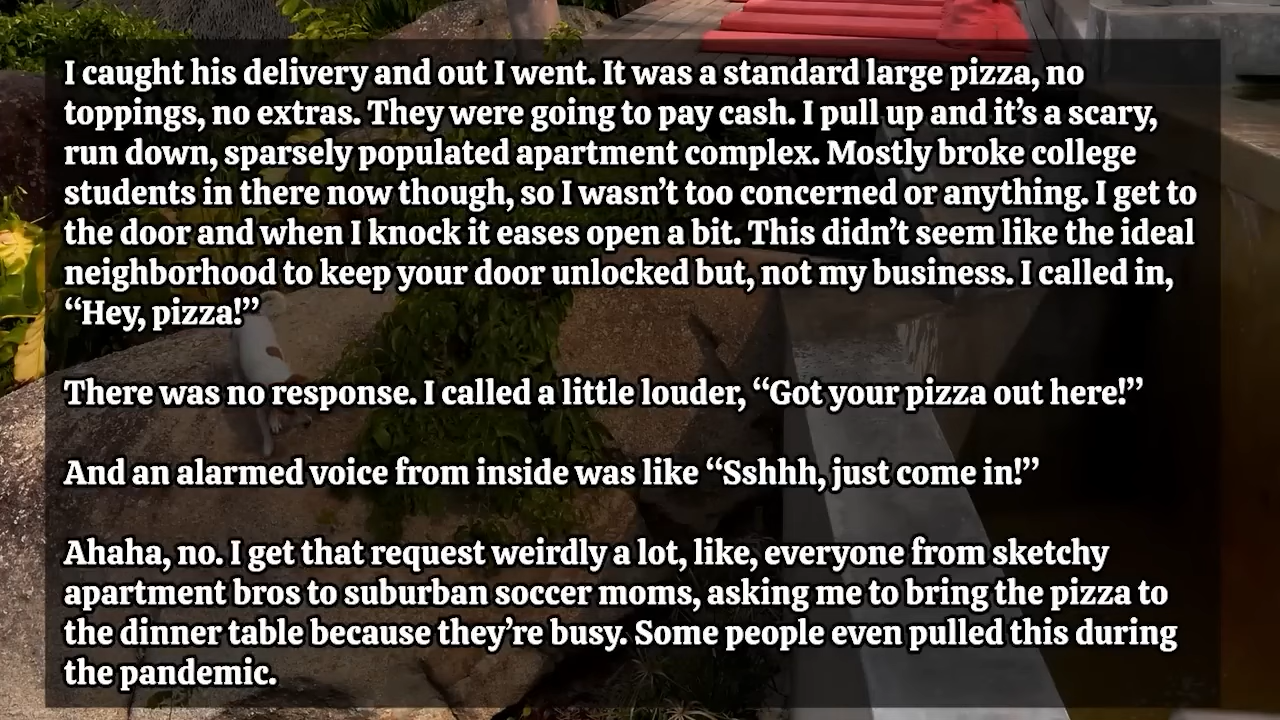 I caught his delivery and out I went. It was a standard large pizza, no
toppings, no extras. They were going to pay cash. I pull up and it’s a scary,
run down, sparsely populated apartment complex. Mostly broke college
students in there now though, so I wasn’t too concerned or anything. I get to
the door and when I knock it eases open a bit. This didn’t seem like the ideal
neighborhood to keep your door unlocked but, not my business. I called in,
“Hey, pizza!”
There was no response. I called a little louder, “Got your pizza out here!”
And an alarmed voice from inside was like “Sshhh, just come in!”
Ahaha, no. I get that request weirdly a lot, like, everyone from sketchy
apartment bros to suburban soccer moms, asking me to bring the pizza to
the dinner table because they’re busy. Some people even pulled this during
the pandemic.